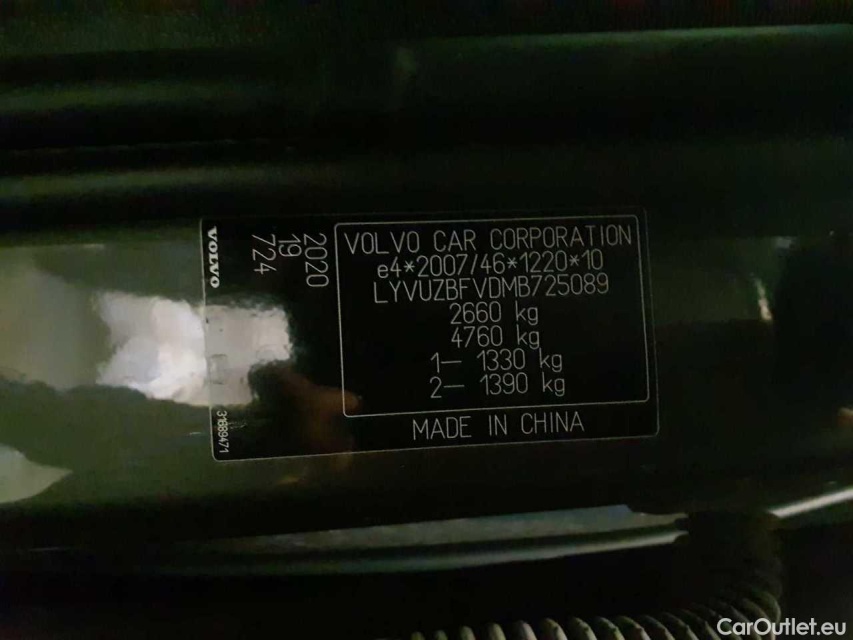 VOLVO
2020
19
724
31689471
VOLVO CAR CORPORATION
e4*2007/46*1220*10
LYVUZBFVDMB725089
2660 kg
4760 kg
1— 1330 kg
2— 1390 kg
MADE IN CHINA
CarOutlet.eu